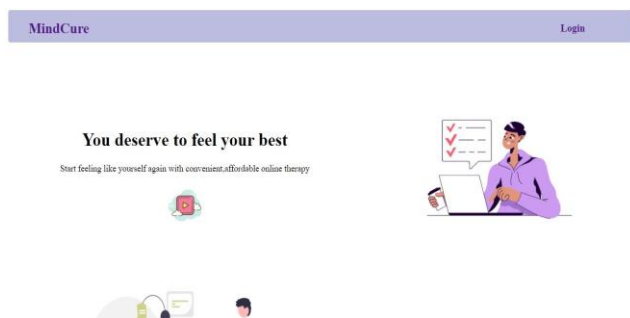 MindCure
Login
You deserve to feel your best
Start feeling like yourself again with convenient,affordable online therapy